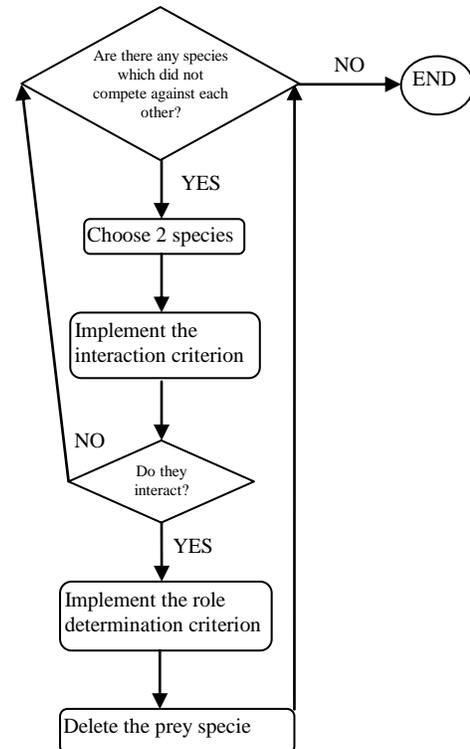 Are there any species
which did not
compete against each
other?
NO
END
YES
Choose 2 species
Implement the
interaction criterion
NO
Do they
interact?
YES
Implement the role
determination criterion
Delete the prey specie